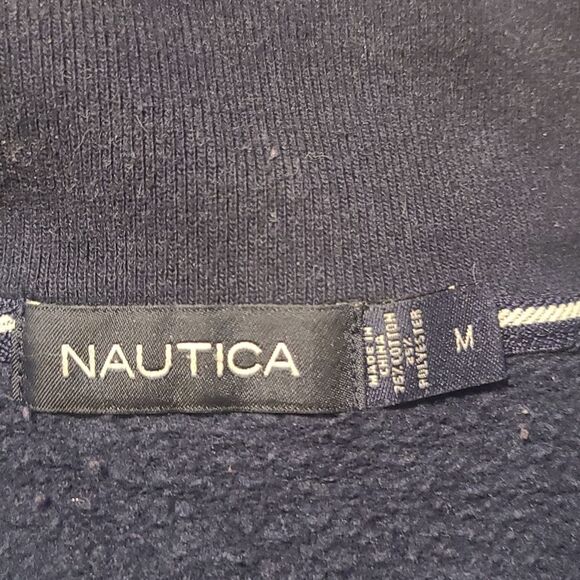 NAUTICA
MADE IN
CHINA
75% COTTON
25%
POLYESTER
M